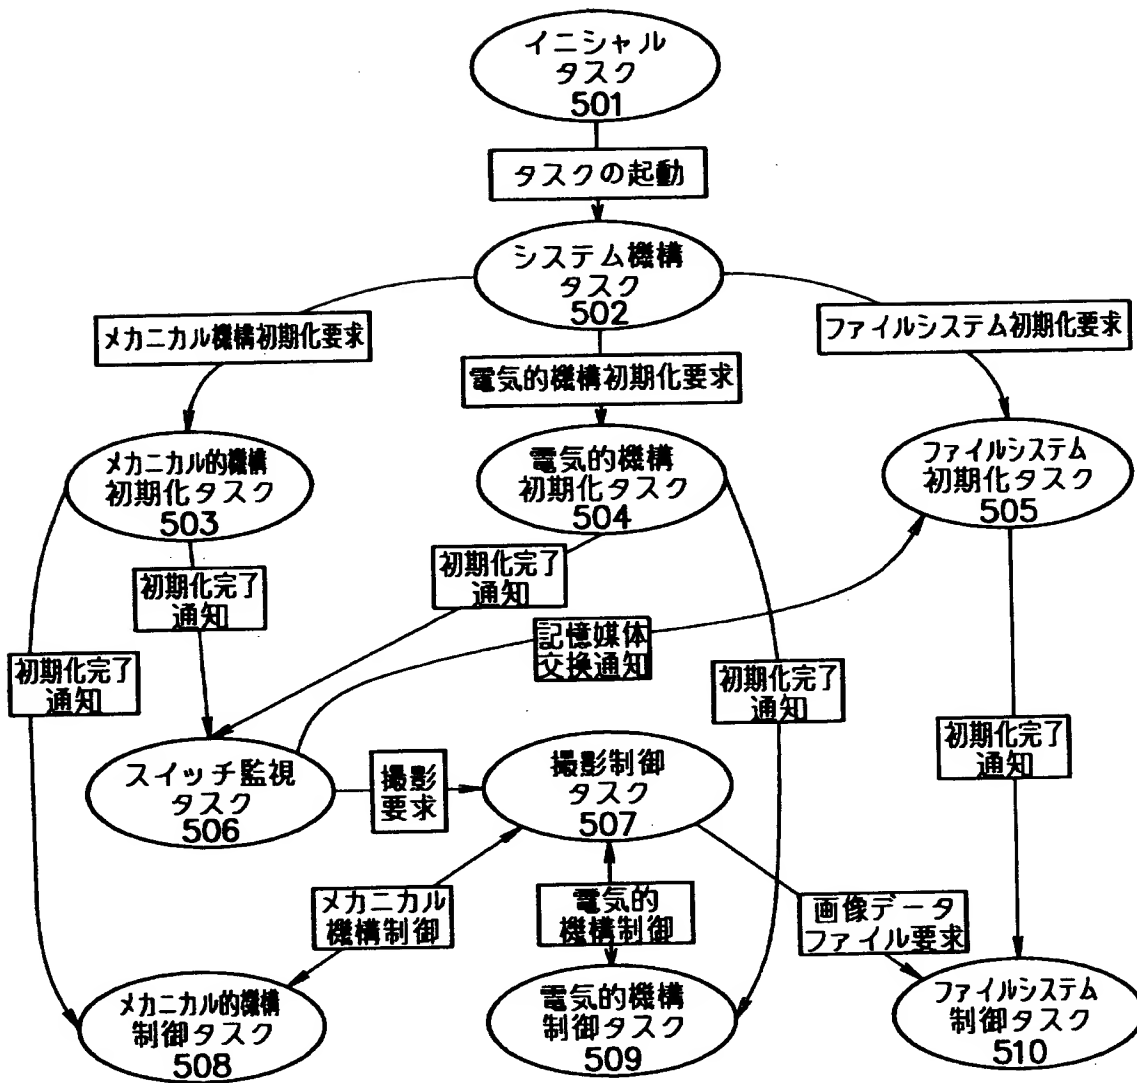 イニシャル
タスク
501
タスクの起動
システム機構
タスク
502
メカニカル機構初期化要求
ファイルシステム初期化要求
電気的機構初期化要求
メカニカル的機構
初期化タスク
503
電気的機構
初期化タスク
504
ファイルシステム
初期化タスク
505
初期化完了
通知
初期化完了
通知
記憶媒体
交換通知
初期化完了
通知
初期化完了
通知
初期化完了
通知
スイッチ監視
タスク
506
撮影
要求
撮影制御
タスク
507
メカニカル
機構制御
電気的
機構制御
画像データ
ファイル要求
メカニカル的機構
制御タスク
508
電気的機構
制御タスク
509
ファイルシステム
制御タスク
510